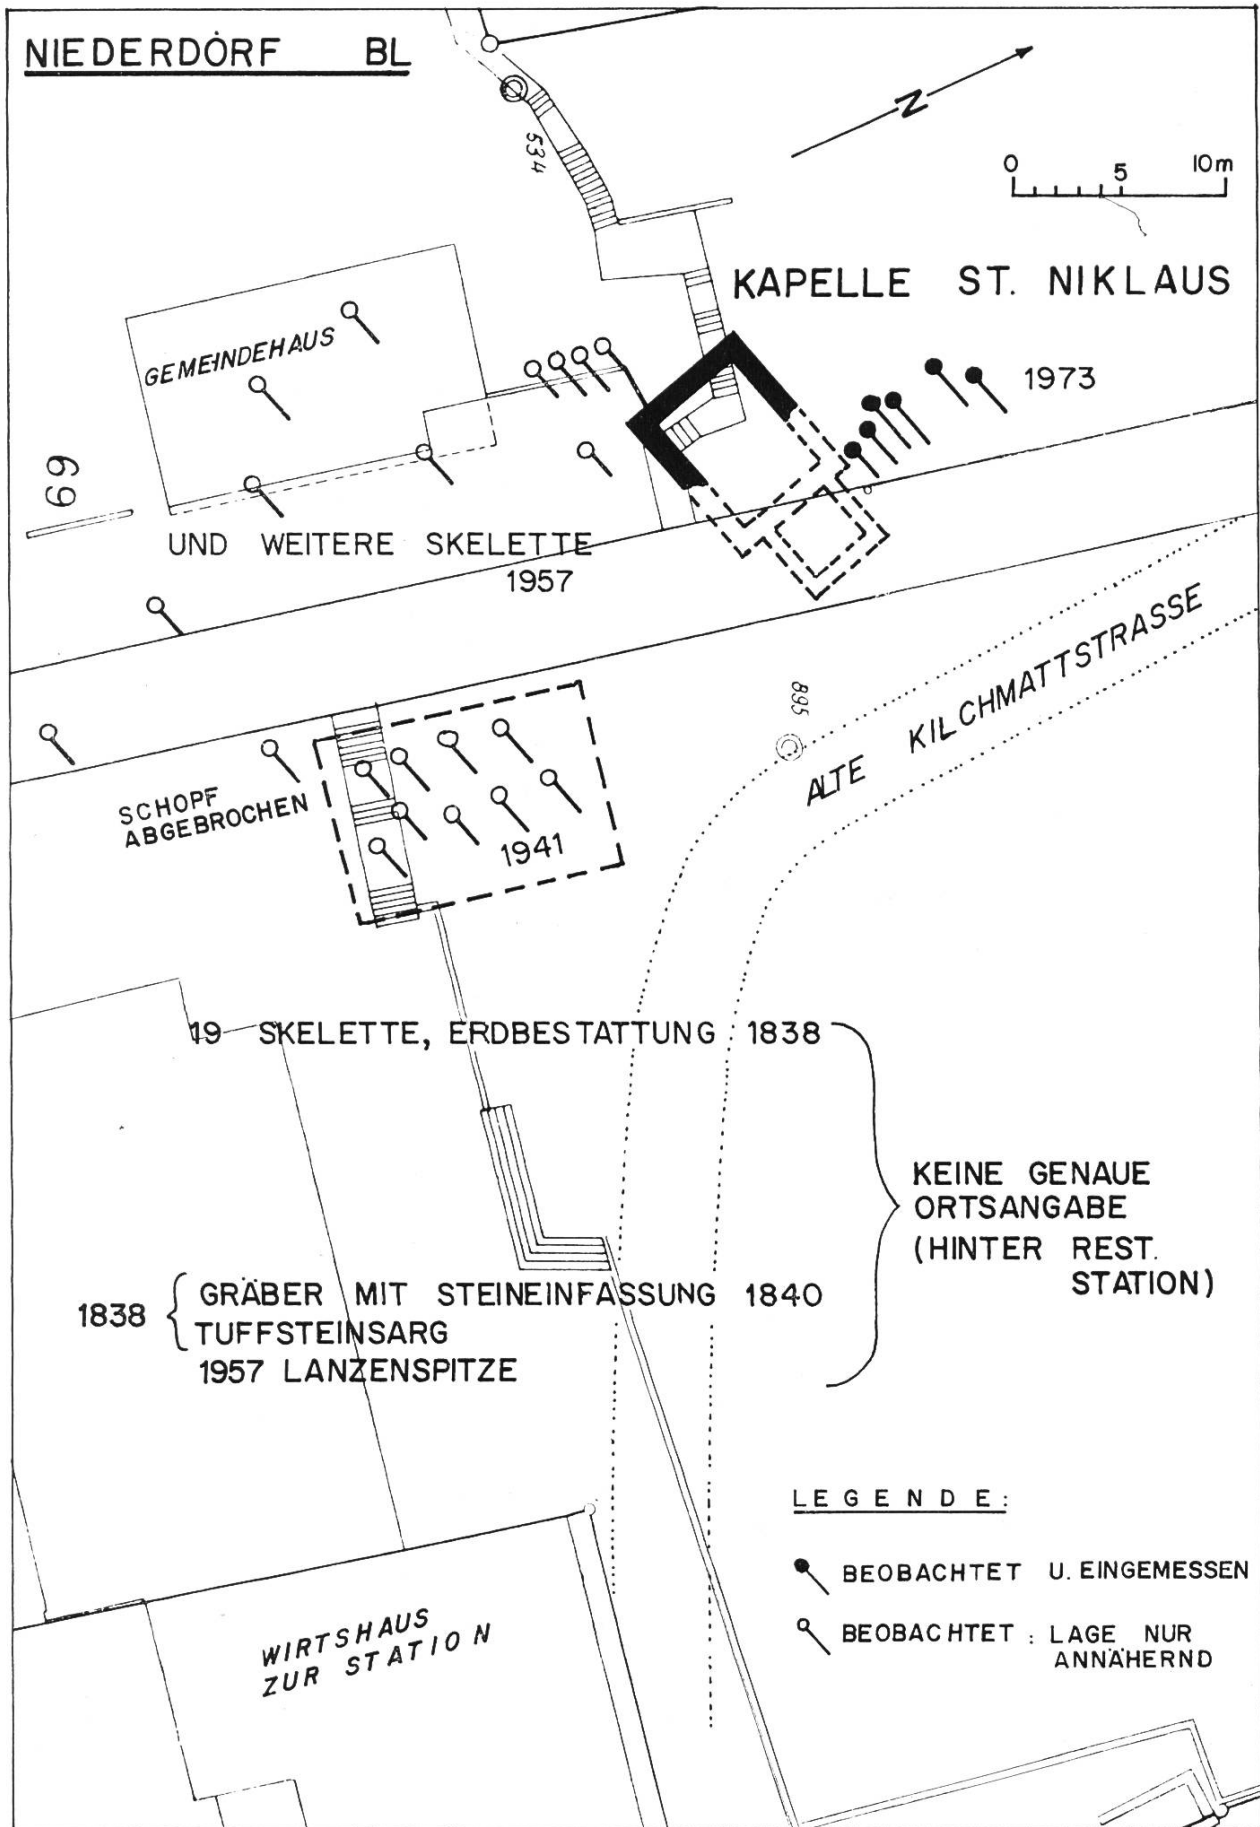 NIEDERDÖRF BL
N
534
0 5 10m
KAPELLE ST. NIKLAUS
GEMEINDEHAUS
1973
69
UND WEITERE SKELETTE
1957
ALTE KILCHMATTSTRASSE
895
SCHOPF
ABGEBROCHEN
1941
19 SKELETTE, ERDBESTATTUNG 1838
KEINE GENAUE
ORTSANGABE
(HINTER REST.
STATION)
1838 { GRÄBER MIT STEINEINFASSUNG 1840
TUFFSTEINSARG
1957 LANZENSPITZE
LEGENDE:
BEOBACHTET U. EINGEMESSEN
BEOBACHTET : LAGE NUR
ANNÄHERND
WIRTSHAUS
ZUR STATION